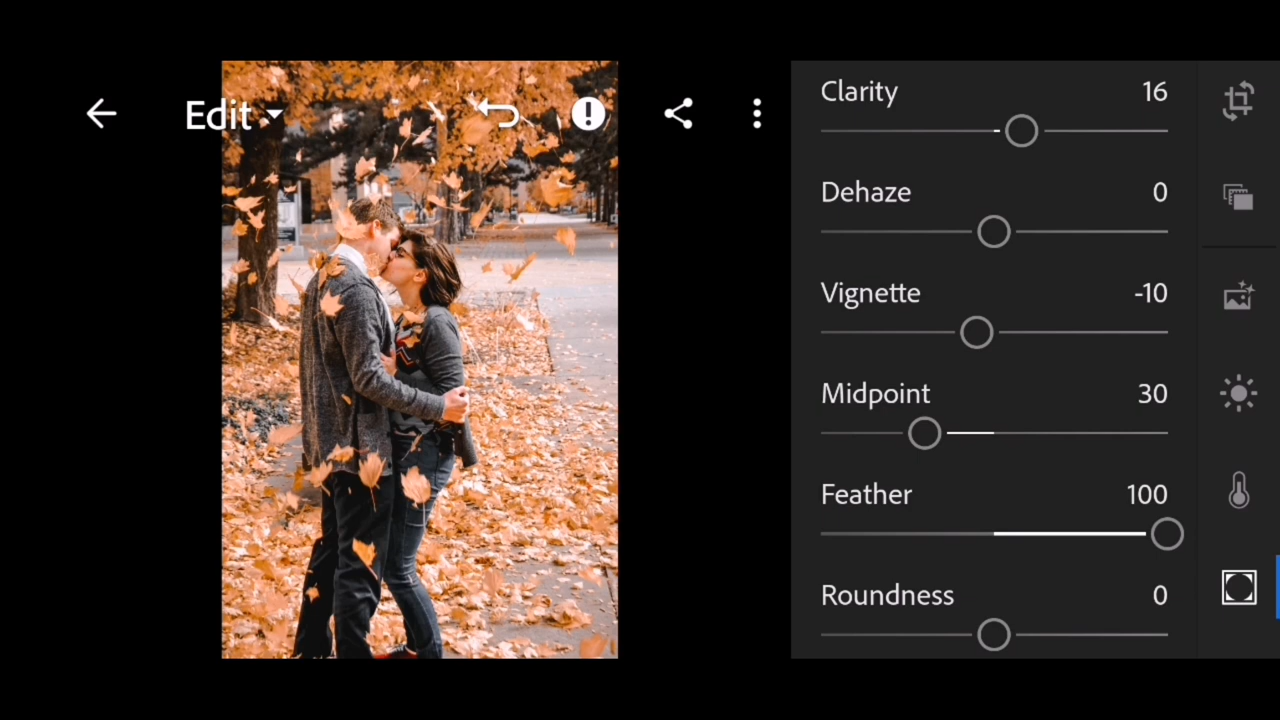 Edit
Clarity 16
Dehaze 0
Vignette -10
Midpoint 30
Feather 100
Roundness 0